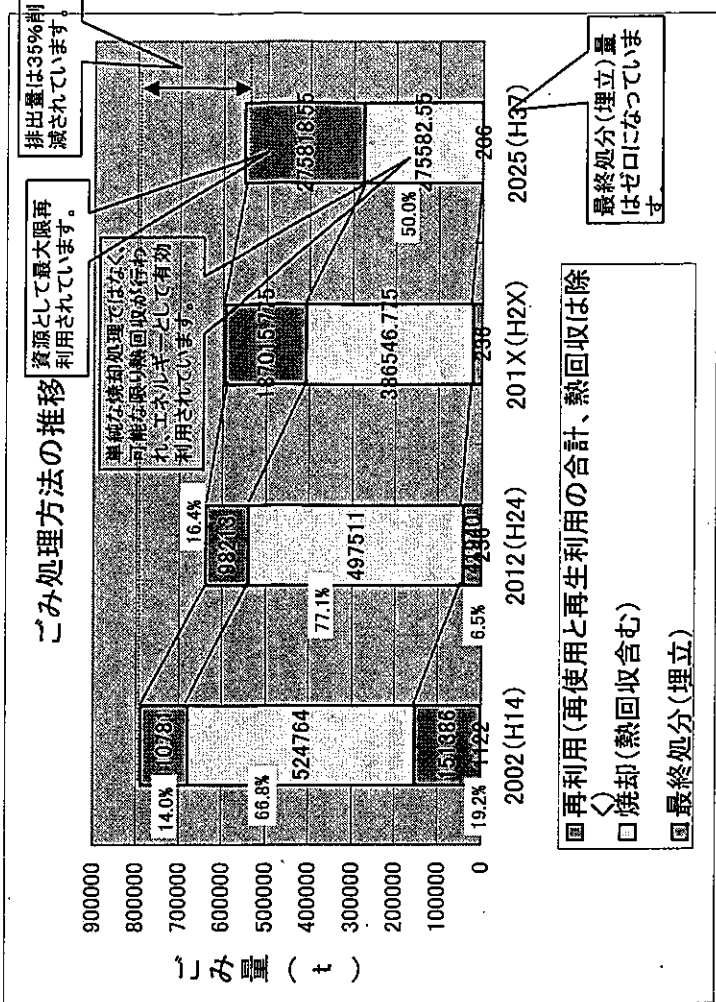 ごみ処理方法の推移
排出量は35%削
減されています。
資源として最大限再
利用されています。
単純な焼却処理ではなく、
可能な限り熱回収が行わ
れ、エネルギーとして有効
利用されています。
ごみ量(t)
900000
800000
700000
600000
500000
400000
300000
200000
100000
0
14.0%
66.8%
524764
151386
1122
19.2%
2002(H14)
16.4%
98213
77.1%
497511
6.5%
2012(H24)
386546.775
236
201X(H2X)
275818.55
50.0%
275582.55
206
2025(H37)
最終処分(埋立)量
はゼロになっていま
す
再利用(再使用と再生利用の合計、熱回収は除
く)
焼却(熱回収含む)
最終処分(埋立)